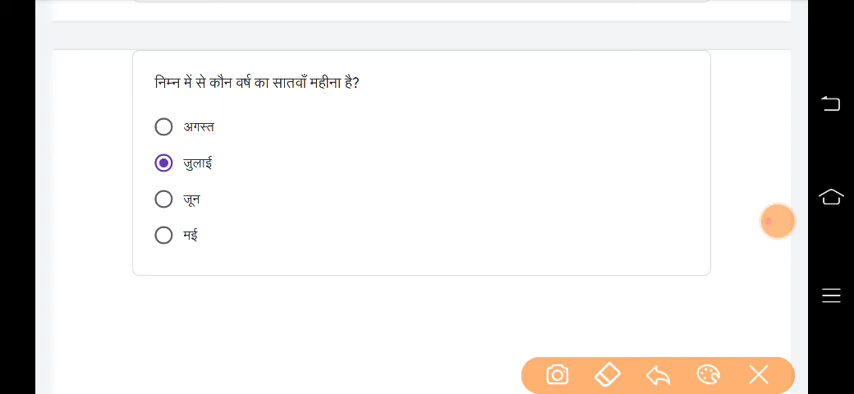 निम्न में से कौन वर्ष का सातवाँ महीना है?
अगस्त
जुलाई
जून
मई